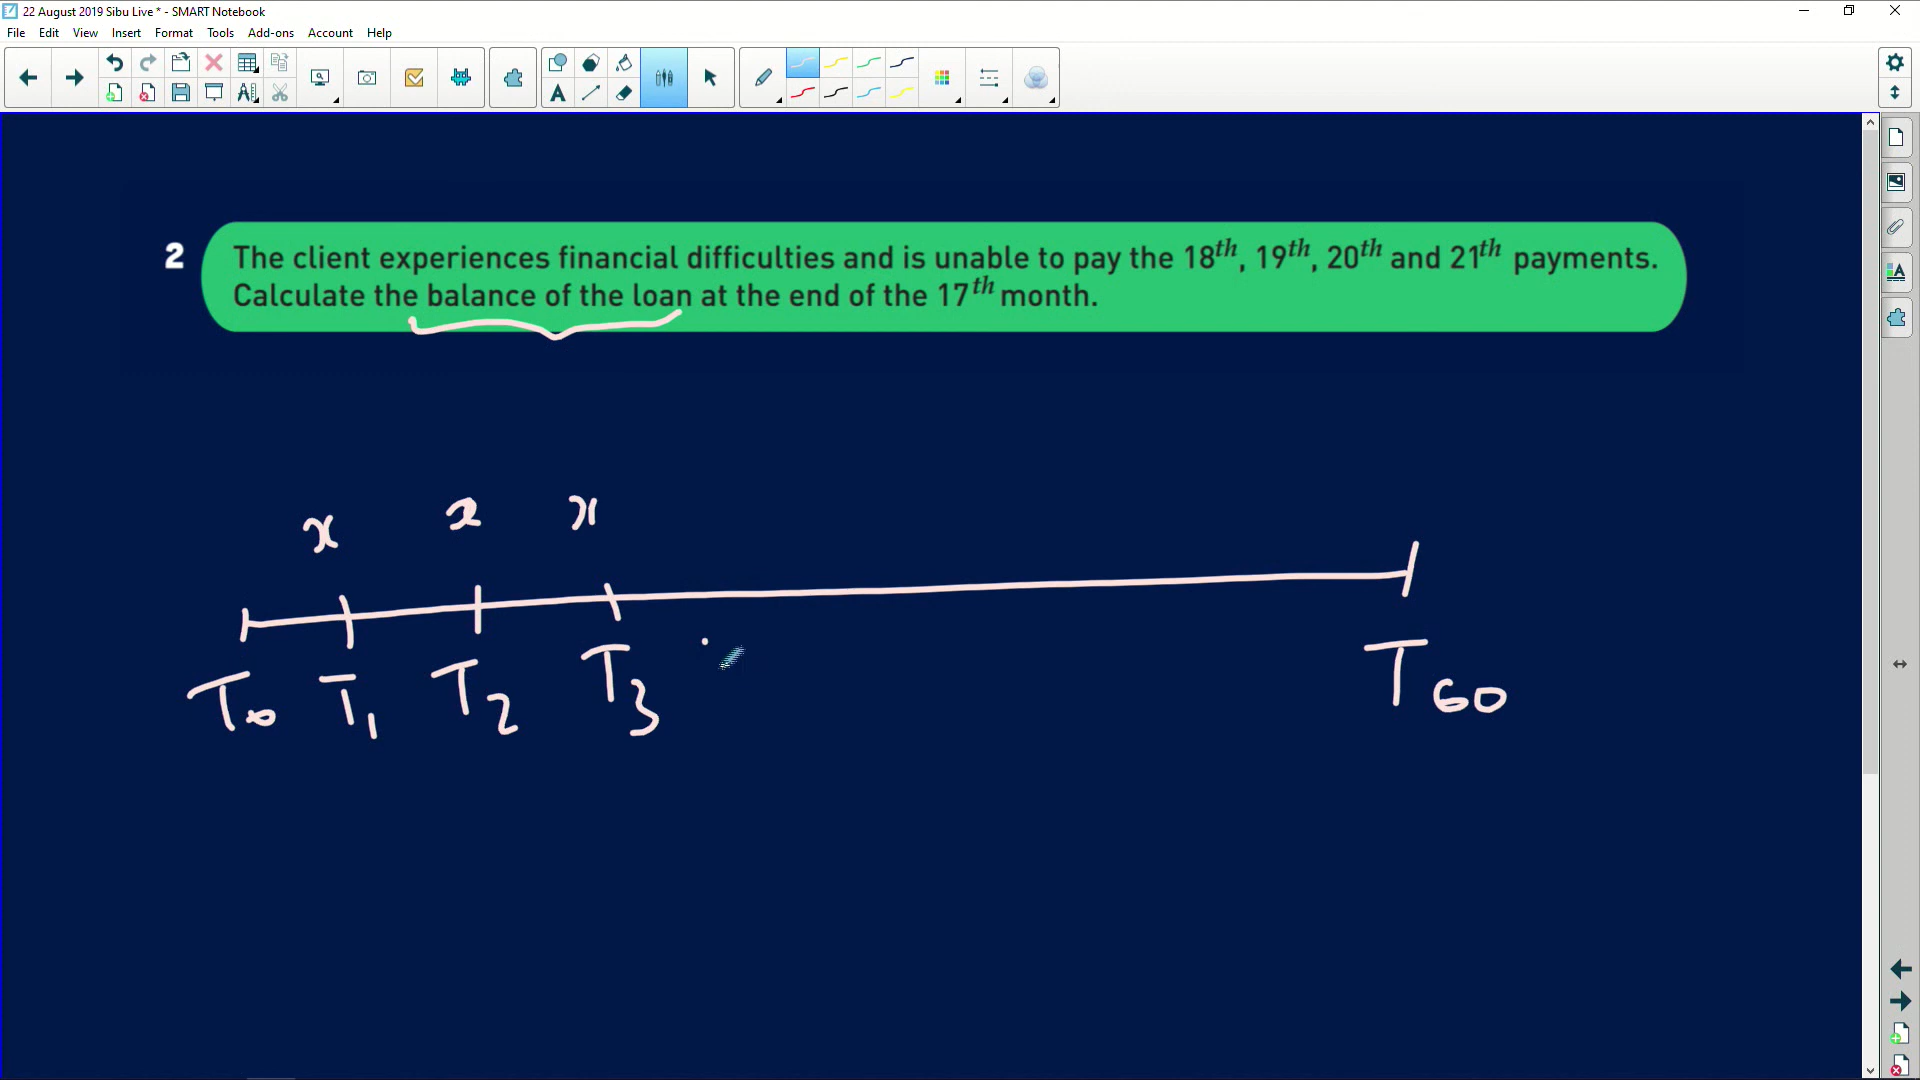 22 August 2019 Sibu Live * - SMART Notebook
File Edit View Insert Format Tools Add-ons Account Help
2 The client experiences financial difficulties and is unable to pay the 18th, 19th, 20th and 21th payments.
Calculate the balance of the loan at the end of the 17th month.
x x x
T0 T1 T2 T3 T60